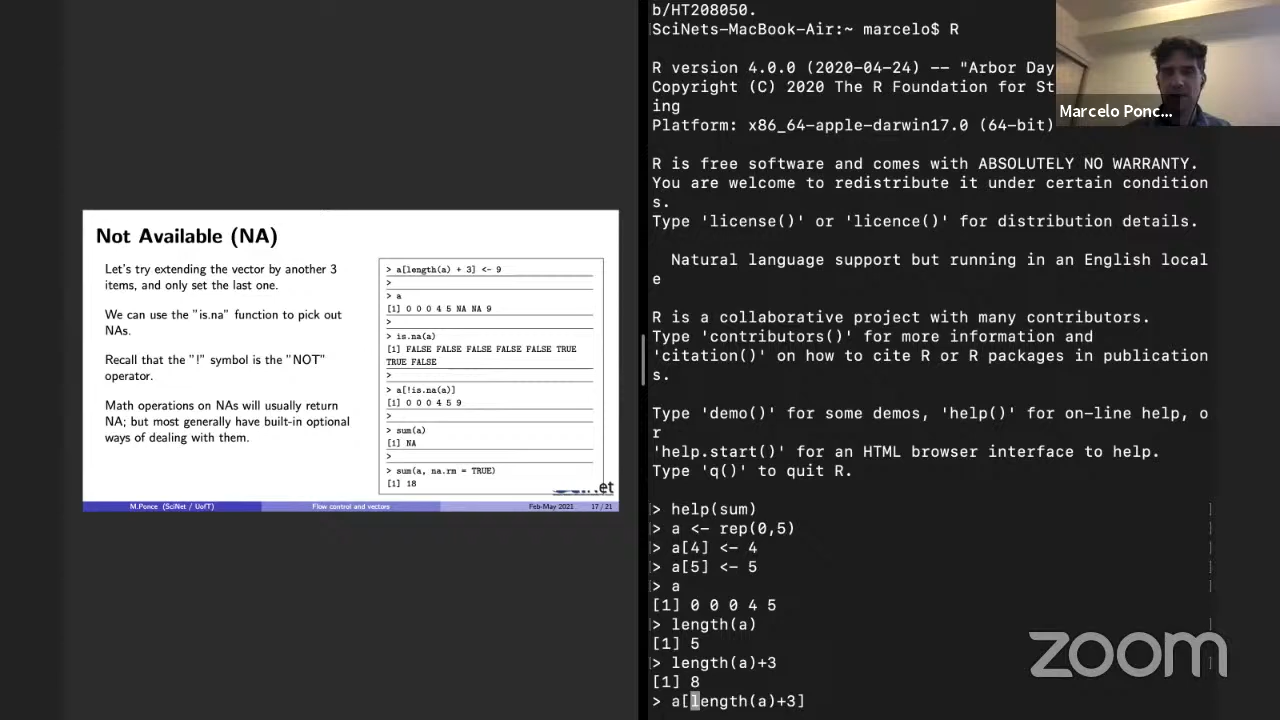 Not Available (NA)
Let's try extending the vector by another 3
items, and only set the last one.
We can use the "is.na" function to pick out
NAs.
Recall that the "!" symbol is the "NOT"
operator.
Math operations on NAs will usually return
NA; but most generally have built-in optional
ways of dealing with them.
> a[length(a) + 3] <- 9
>
> a
[1] 0 0 0 4 5 NA NA 9
>
> is.na(a)
[1] FALSE FALSE FALSE FALSE FALSE TRUE
TRUE FALSE
>
> a[!is.na(a)]
[1] 0 0 0 4 5 9
>
> sum(a)
[1] NA
>
> sum(a, na.rm = TRUE)
[1] 18
M.Ponce (SciNet / UofT)
Flow control and vectors
Feb-May 2021
17 / 21
b/HT208050.
SciNets-MacBook-Air:~ marcelo$ R
R version 4.0.0 (2020-04-24) -- "Arbor Day
Copyright (C) 2020 The R Foundation for St
ing
Platform: x86_64-apple-darwin17.0 (64-bit)
R is free software and comes with ABSOLUTELY NO WARRANTY.
You are welcome to redistribute it under certain condition
s.
Type 'license()' or 'licence()' for distribution details.
Natural language support but running in an English local
e
R is a collaborative project with many contributors.
Type 'contributors()' for more information and
'citation()' on how to cite R or R packages in publication
s.
Type 'demo()' for some demos, 'help()' for on-line help, o
r
'help.start()' for an HTML browser interface to help.
Type 'q()' to quit R.
> help(sum)
> a <- rep(0,5)
> a[4] <- 4
> a[5] <- 5
> a
[1] 0 0 0 4 5
> length(a)
[1] 5
> length(a)+3
[1] 8
> a[length(a)+3]
Marcelo Ponc...
zoom